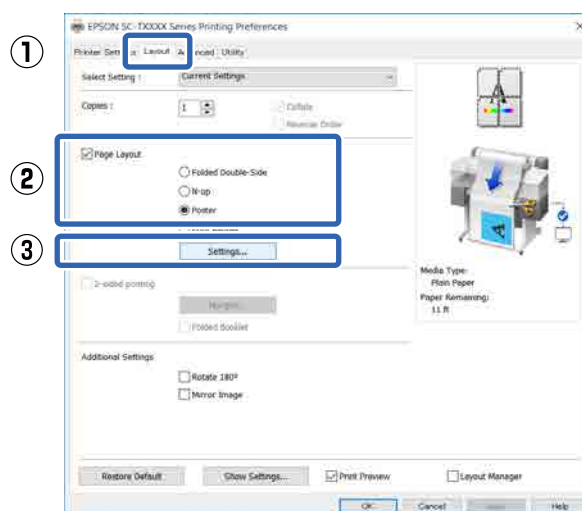 EPSON SC-TXXXX Series Printing Preferences
①
Layout
Utility
Select Setting :
Current Settings
Copies :
1
Collate
Reverse Order
②
Page Layout
Folded Double-Side
N-up
Poster
③
Settings...
2-sided printing
Margins...
Folded Booklet
Media Type:
Plain Paper
Paper Remaining:
11 ft
Additional Settings
Rotate 180°
Mirror Image
Restore Default
Show Settings...
Print Preview
Layout Manager
OK
Cancel
Help